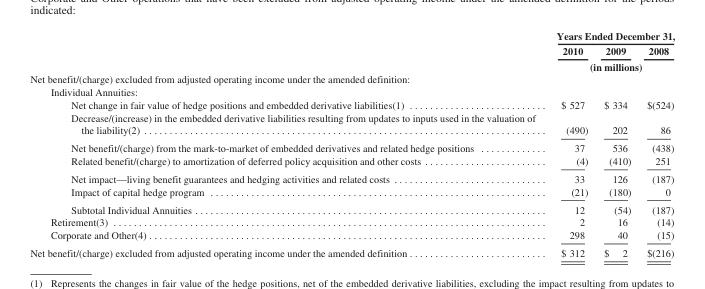 Corporate and Other operations that have been excluded from adjusted operating income under the amended definition for the periods
indicated:
Years Ended December 31,
2010 2009 2008
(in millions)
Net benefit/(charge) excluded from adjusted operating income under the amended definition:
Individual Annuities:
Net change in fair value of hedge positions and embedded derivative liabilities(1) $ 527 $ 334 $(524)
Decrease/(increase) in the embedded derivative liabilities resulting from updates to inputs used in the valuation of
the liability(2) (490) 202 86
Net benefit/(charge) from the mark-to-market of embedded derivatives and related hedge positions 37 536 (438)
Related benefit/(charge) to amortization of deferred policy acquisition and other costs (4) (410) 251
Net impact—living benefit guarantees and hedging activities and related costs 33 126 (187)
Impact of capital hedge program (21) (180) 0
Subtotal Individual Annuities 12 (54) (187)
Retirement(3) 2 16 (14)
Corporate and Other(4) 298 40 (15)
Net benefit/(charge) excluded from adjusted operating income under the amended definition $ 312 $ 2 $(216)
(1) Represents the changes in fair value of the hedge positions, net of the embedded derivative liabilities, excluding the impact resulting from updates to